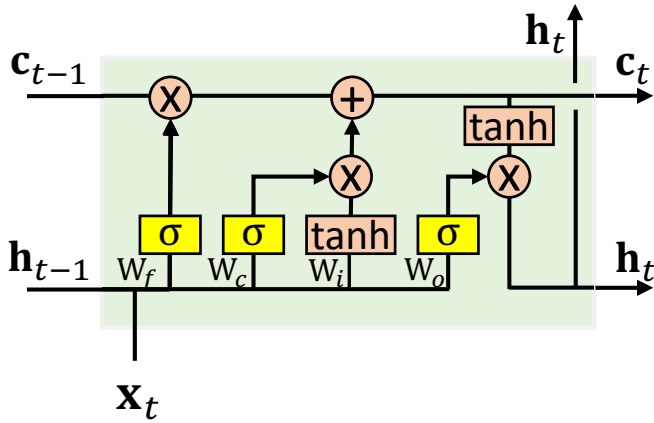 h_t
c_{t-1} c_t
X +
tanh
X X
σ σ tanh σ
W_f W_c W_i W_o
h_{t-1} h_t
x_t